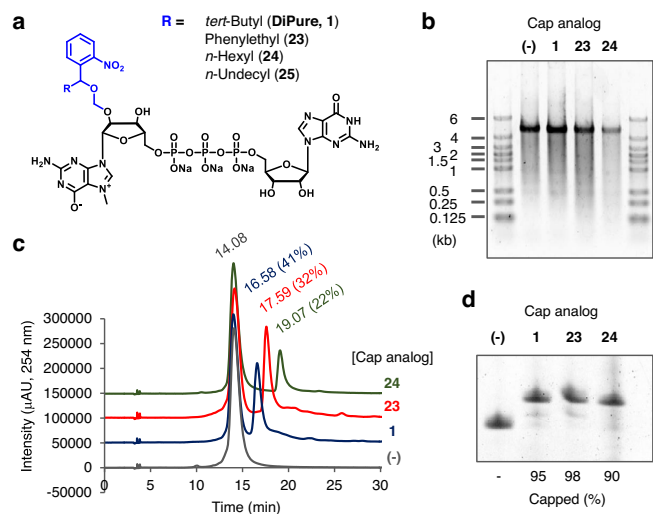 a
R = tert-Butyl (DiPure, 1)
Phenylethyl (23)
n-Hexyl (24)
n-Undecyl (25)
NO2
R
O
O
O
OH
O
O
O
O
O
P
O
P
O
P
O
ONa
ONa
ONa
O
OH
OH
N
N
N
N
NH
NH2
O
H2N
N
N
N
N+
O-
b
Cap analog
(-) 1 23 24
6
4
3
2
1.5
1
0.5
0.25
0.125
(kb)
c
14.08
16.58 (41%)
17.59 (32%)
19.07 (22%)
Intensity (µAU, 254 nm)
300000
250000
200000
150000
100000
50000
0
-50000
0 5 10 15 20 25 30
Time (min)
[Cap analog]
24
23
1
(-)
d
Cap analog
(-) 1 23 24
- 95 98 90
Capped (%)